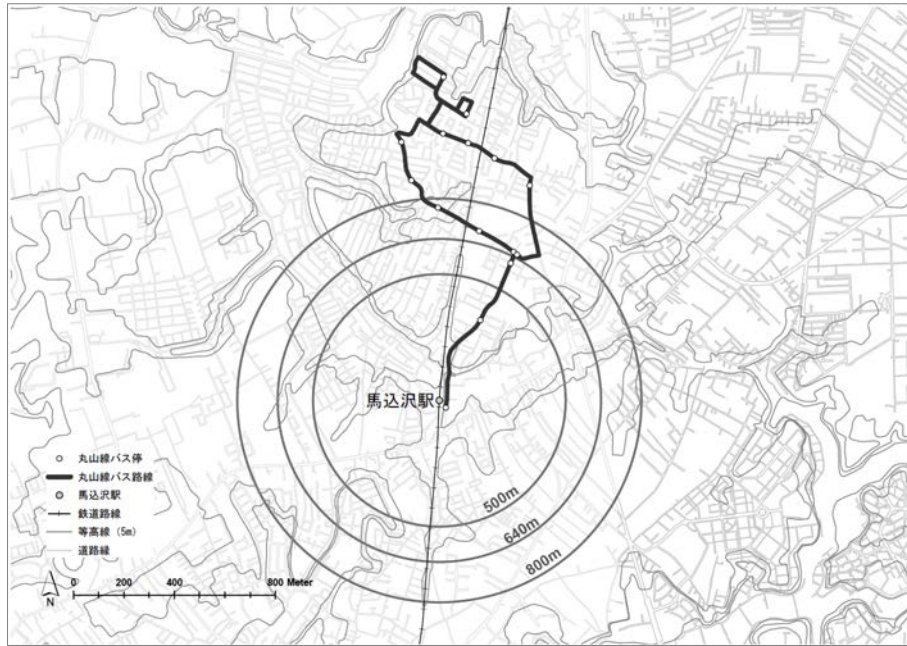 馬込沢駅
500m
640m
800m
丸山線バス停
丸山線バス路線
馬込沢駅
鉄道路線
等高線 (5m)
道路縁
0 200 400 800 Meter
N